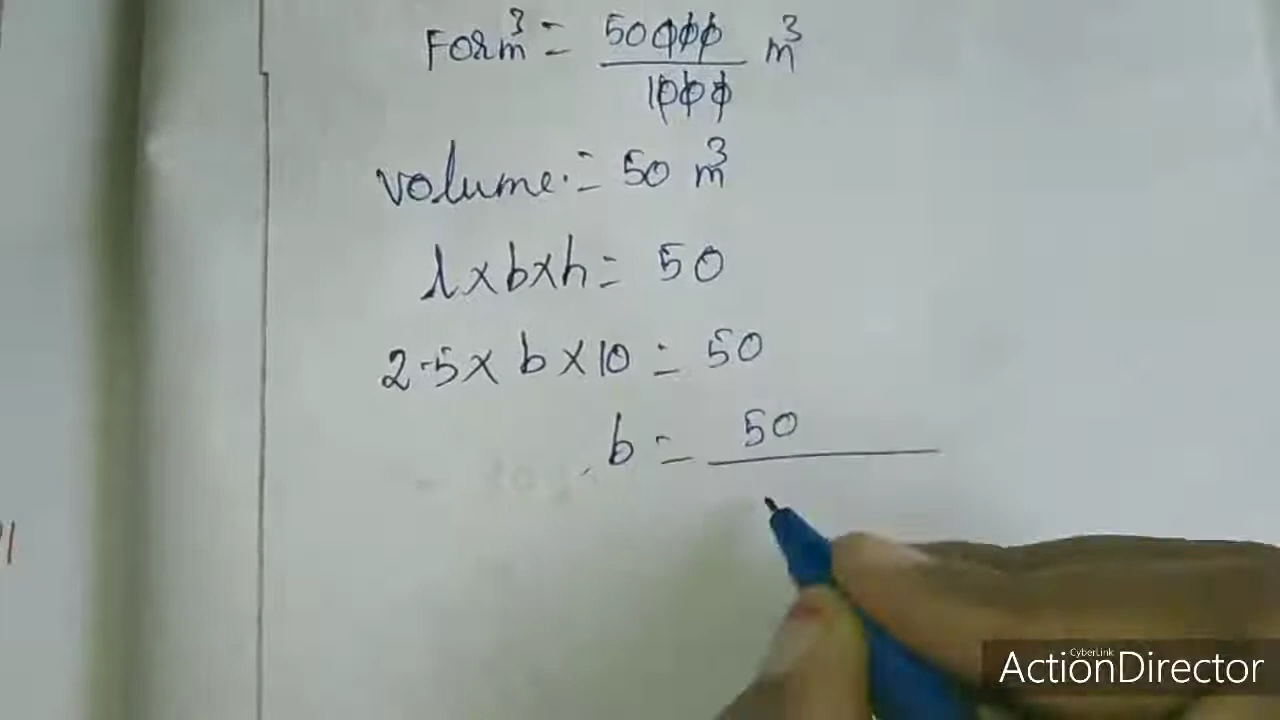 For m³ = 50000 / 1000 m³
volume = 50 m³
l x b x h = 50
2.5 x b x 10 = 50
b = 50
CyberLink
ActionDirector